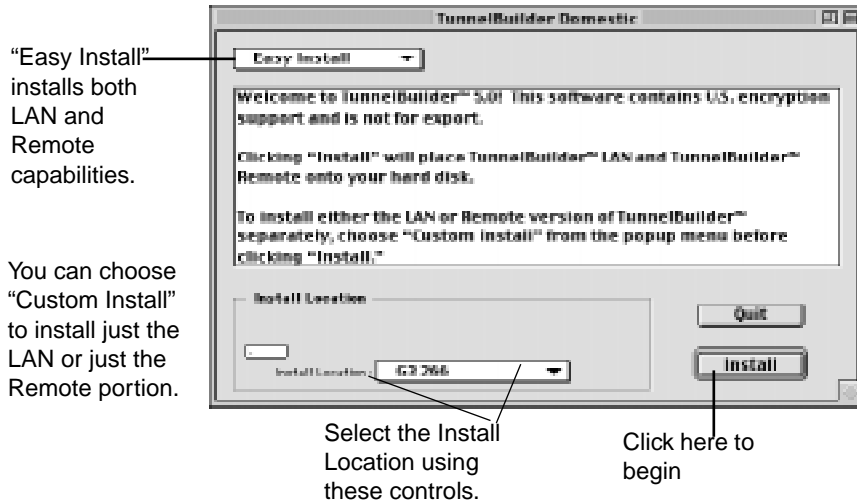 TunnelBuilder Domestic
“Easy Install”
installs both
LAN and
Remote
capabilities.
Easy Install
Welcome to TunnelBuilder™ 5.0! This software contains U.S. encryption
support and is not for export.
Clicking “Install” will place TunnelBuilder™ LAN and TunnelBuilder™
Remote onto your hard disk.
To install either the LAN or Remote version of TunnelBuilder™
separately, choose “Custom install” from the popup menu before
clicking “Install.”
You can choose
“Custom Install”
to install just the
LAN or just the
Remote portion.
Install Location
Install Location:
G3 266
Quit
Install
Select the Install
Location using
these controls.
Click here to
begin